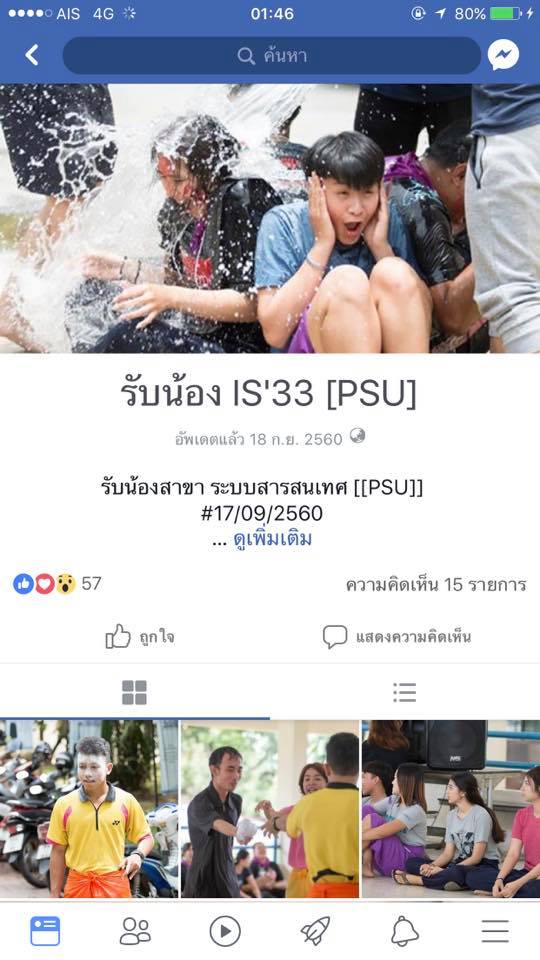 AIS 4G 01:46 80%
ค้นหา
รับน้อง IS'33 [PSU]
อัพเดตแล้ว 18 ก.ย. 2560
รับน้องสาขา ระบบสารสนเทศ [[PSU]]
#17/09/2560
... ดูเพิ่มเติม
57 ความคิดเห็น 15 รายการ
ถูกใจ แสดงความคิดเห็น